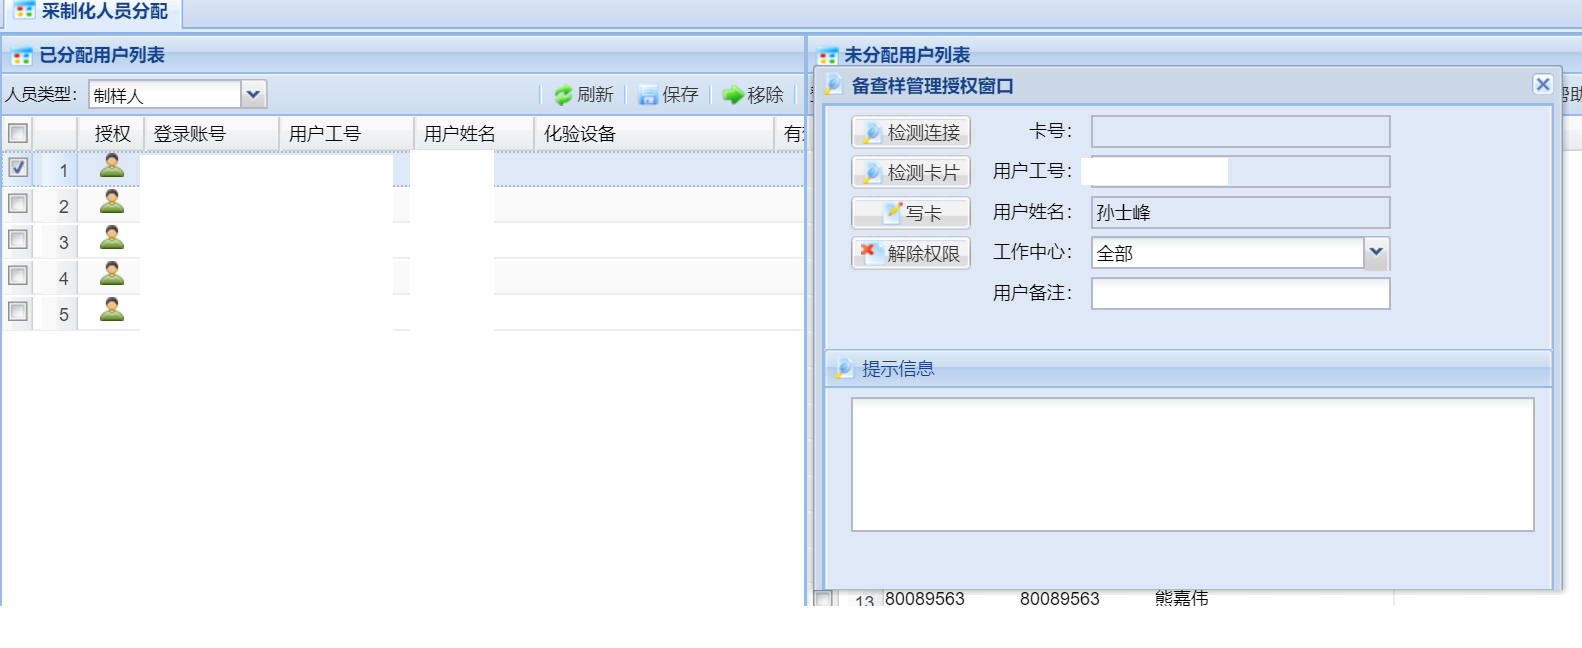 采制化人员分配
已分配用户列表
人员类型: 制样人 刷新 保存 移除
授权 登录账号 用户工号 用户姓名 化验设备
1
2
3
4
5
未分配用户列表
备查样管理授权窗口
检测连接 卡号:
检测卡片 用户工号:
写卡 用户姓名: 孙士峰
解除权限 工作中心: 全部
用户备注:
提示信息
13 80089563 80089563 熊嘉伟